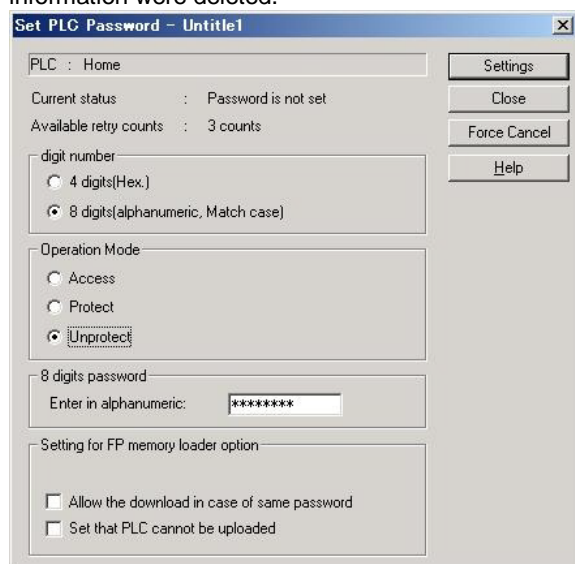 information were deleted.
Set PLC Password - Untitle1
PLC : Home
Settings
Current status : Password is not set
Close
Available retry counts : 3 counts
Force Cancel
digit number
Help
4 digits(Hex.)
8 digits(alphanumeric, Match case)
Operation Mode
Access
Protect
Unprotect
8 digits password
Enter in alphanumeric: ********
Setting for FP memory loader option
Allow the download in case of same password
Set that PLC cannot be uploaded